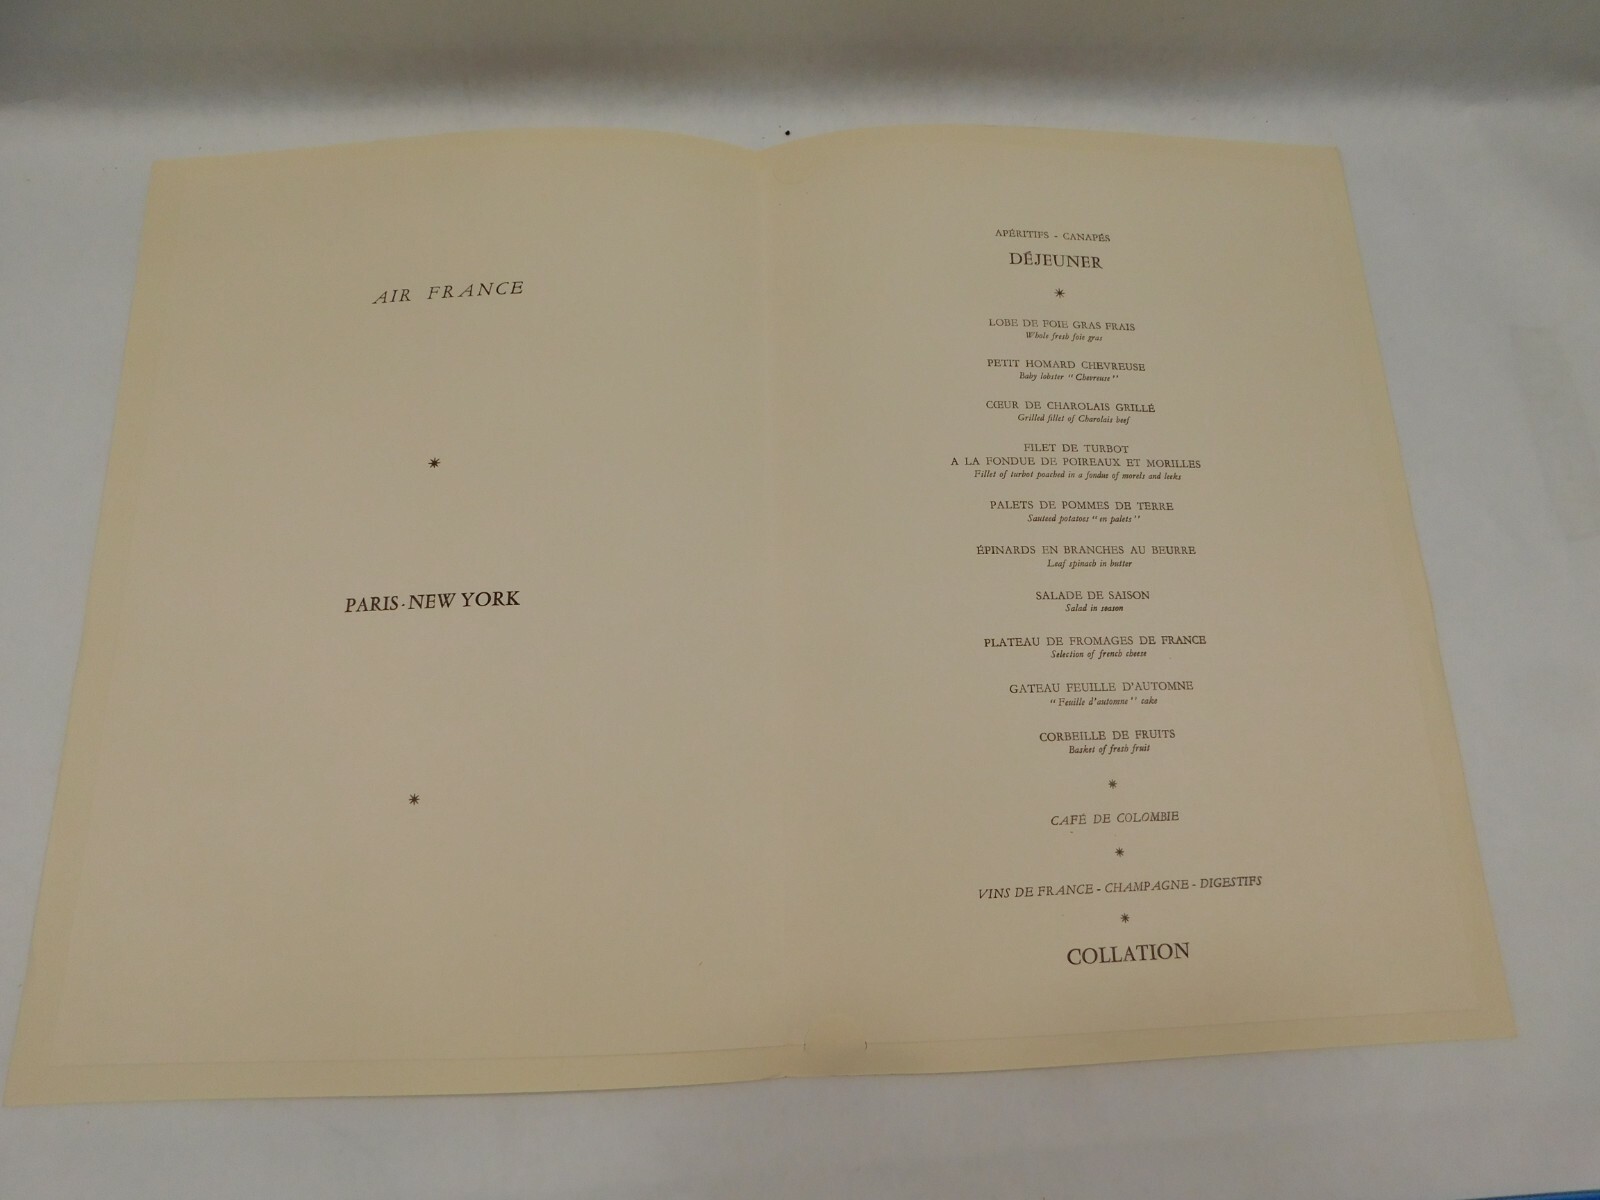 AIR FRANCE
PARIS-NEW YORK
APÉRITIFS - CANAPÉS
DÉJEUNER
LOBE DE FOIE GRAS FRAIS
Whole fresh foie gras
PETIT HOMARD CHEVREUSE
Baby lobster "Chevreuse"
CŒUR DE CHAROLAIS GRILLÉ
Grilled fillet of Charolais beef
FILET DE TURBOT
A LA FONDUE DE POIREAUX ET MORILLES
Fillet of turbot poached in a fondue of morels and leeks
PALETS DE POMMES DE TERRE
Sauteed potatoes "en palets"
ÉPINARDS EN BRANCHES AU BEURRE
Leaf spinach in butter
SALADE DE SAISON
Salad in season
PLATEAU DE FROMAGES DE FRANCE
Selection of french cheese
GATEAU FEUILLE D'AUTOMNE
"Feuille d'automne" cake
CORBEILLE DE FRUITS
Basket of fresh fruit
CAFÉ DE COLOMBIE
VINS DE FRANCE - CHAMPAGNE - DIGESTIFS
COLLATION